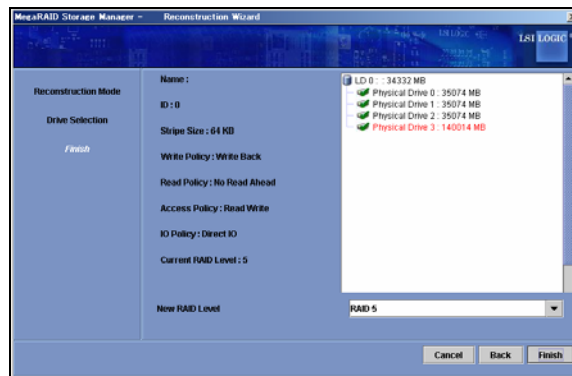 MegaRAID Storage Manager - Reconstruction Wizard
LSI LOGIC
Reconstruction Mode
Drive Selection
Finish
Name :
ID : 0
Stripe Size : 64 KB
Write Policy : Write Back
Read Policy : No Read Ahead
Access Policy : Read Write
IO Policy : Direct IO
Current RAID Level : 5
New RAID Level
LD 0 : : 34332 MB
Physical Drive 0 : 35074 MB
Physical Drive 1 : 35074 MB
Physical Drive 2 : 35074 MB
Physical Drive 3 : 140014 MB
RAID 5
Cancel Back Finish